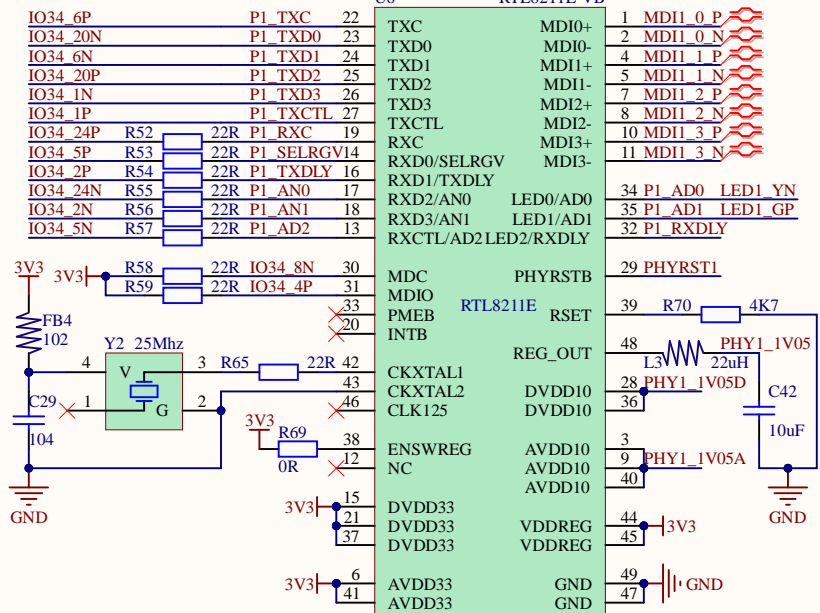 IO34_6P P1_TXC 22 TXC MDI0+ 1 MDI1_0_P
IO34_20N P1_TXD0 23 TXD0 MDI0- 2 MDI1_0_N
IO34_6N P1_TXD1 24 TXD1 MDI1+ 4 MDI1_1_P
IO34_20P P1_TXD2 25 TXD2 MDI1- 5 MDI1_1_N
IO34_1N P1_TXD3 26 TXD3 MDI2+ 7 MDI1_2_P
IO34_1P P1_TXCTL 27 TXCTL MDI2- 8 MDI1_2_N
IO34_24P R52 22R P1_RXC 19 RXC MDI3+ 10 MDI1_3_P
IO34_5P R53 22R P1_SELRGV 14 RXD0/SELRGV MDI3- 11 MDI1_3_N
IO34_2P R54 22R P1_TXDLY 16 RXD1/TXDLY
IO34_24N R55 22R P1_AN0 17 RXD2/AN0 LED0/AD0 34 P1_AD0 LED1_YN
IO34_2N R56 22R P1_AN1 18 RXD3/AN1 LED1/AD1 35 P1_AD1 LED1_GP
IO34_5N R57 22R P1_AD2 13 RXCTL/AD2 LED2/RXDLY 32 P1_RXDLY
3V3 3V3 R58 22R IO34_8N 30 MDC PHYRSTB 29 PHYRST1
R59 22R IO34_4P 31 MDIO
33 PMEB RTL8211E RSET 39 R70 4K7
FB4 102 20 INTB
Y2 25Mhz REG_OUT 48 L3 22uH PHY1_1V05
4 V 3 R65 22R 42 CKXTAL1
43 CKXTAL2 DVDD10 28 PHY1_1V05D
C29 104 1 G 2 46 CLK125 DVDD10 36 C42 10uF
3V3 R69 0R 38 ENSWREG AVDD10 3
12 NC AVDD10 9 PHY1_1V05A
AVDD10 40
GND 3V3 15 DVDD33 GND
21 DVDD33 VDDREG 44 3V3
37 DVDD33 VDDREG 45
3V3 6 AVDD33 GND 49 GND
41 AVDD33 GND 47